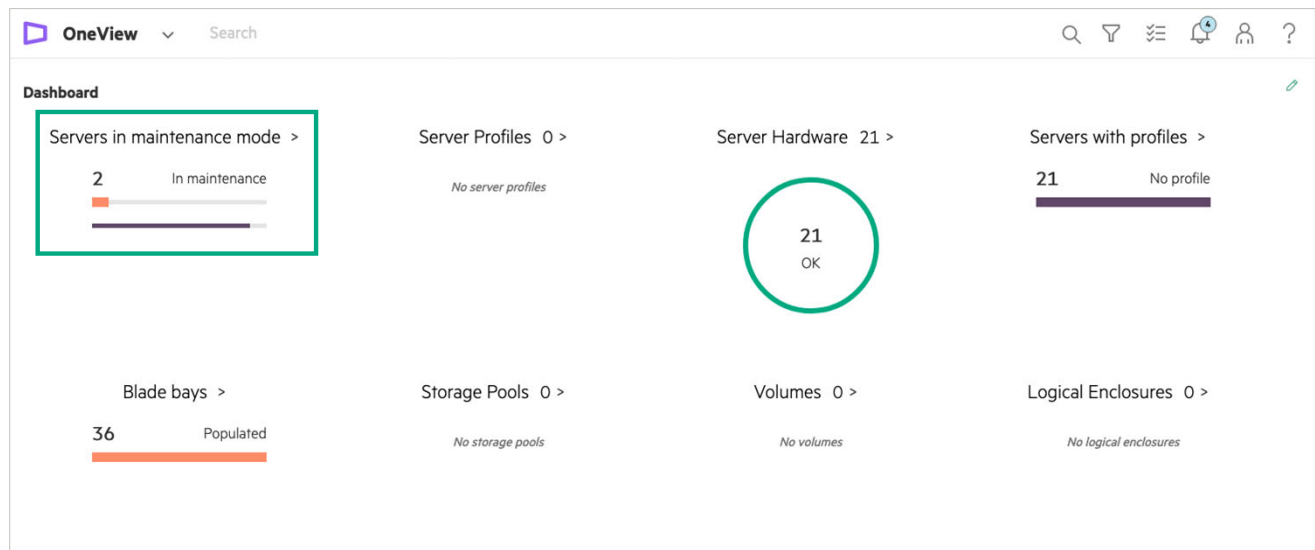 OneView Search 4
Dashboard
Servers in maintenance mode >
2 In maintenance
Server Profiles 0 >
No server profiles
Server Hardware 21 >
21
OK
Servers with profiles >
21 No profile
Blade bays >
36 Populated
Storage Pools 0 >
No storage pools
Volumes 0 >
No volumes
Logical Enclosures 0 >
No logical enclosures